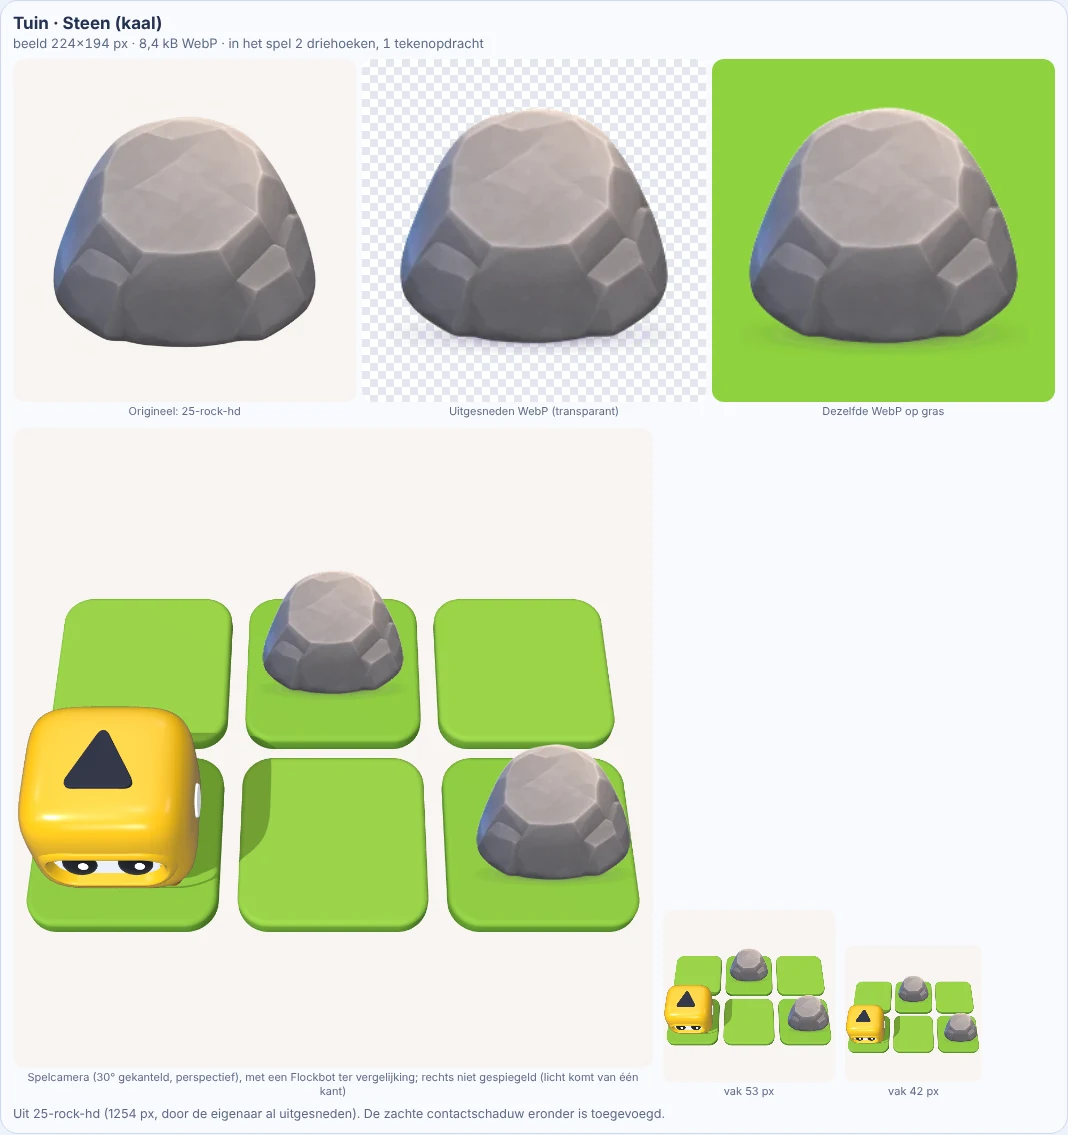 Tuin · Steen (kaal)
beeld 224×194 px · 8,4 kB WebP · in het spel 2 driehoeken, 1 tekenopdracht
Origineel: 25-rock-hd
Uitgesneden WebP (transparant)
Dezelfde WebP op gras
Spelcamera (30° gekanteld, perspectief), met een Flockbot ter vergelijking; rechts niet gespiegeld (licht komt van één
kant)
vak 53 px
vak 42 px
Uit 25-rock-hd (1254 px, door de eigenaar al uitgesneden). De zachte contactschaduw eronder is toegevoegd.